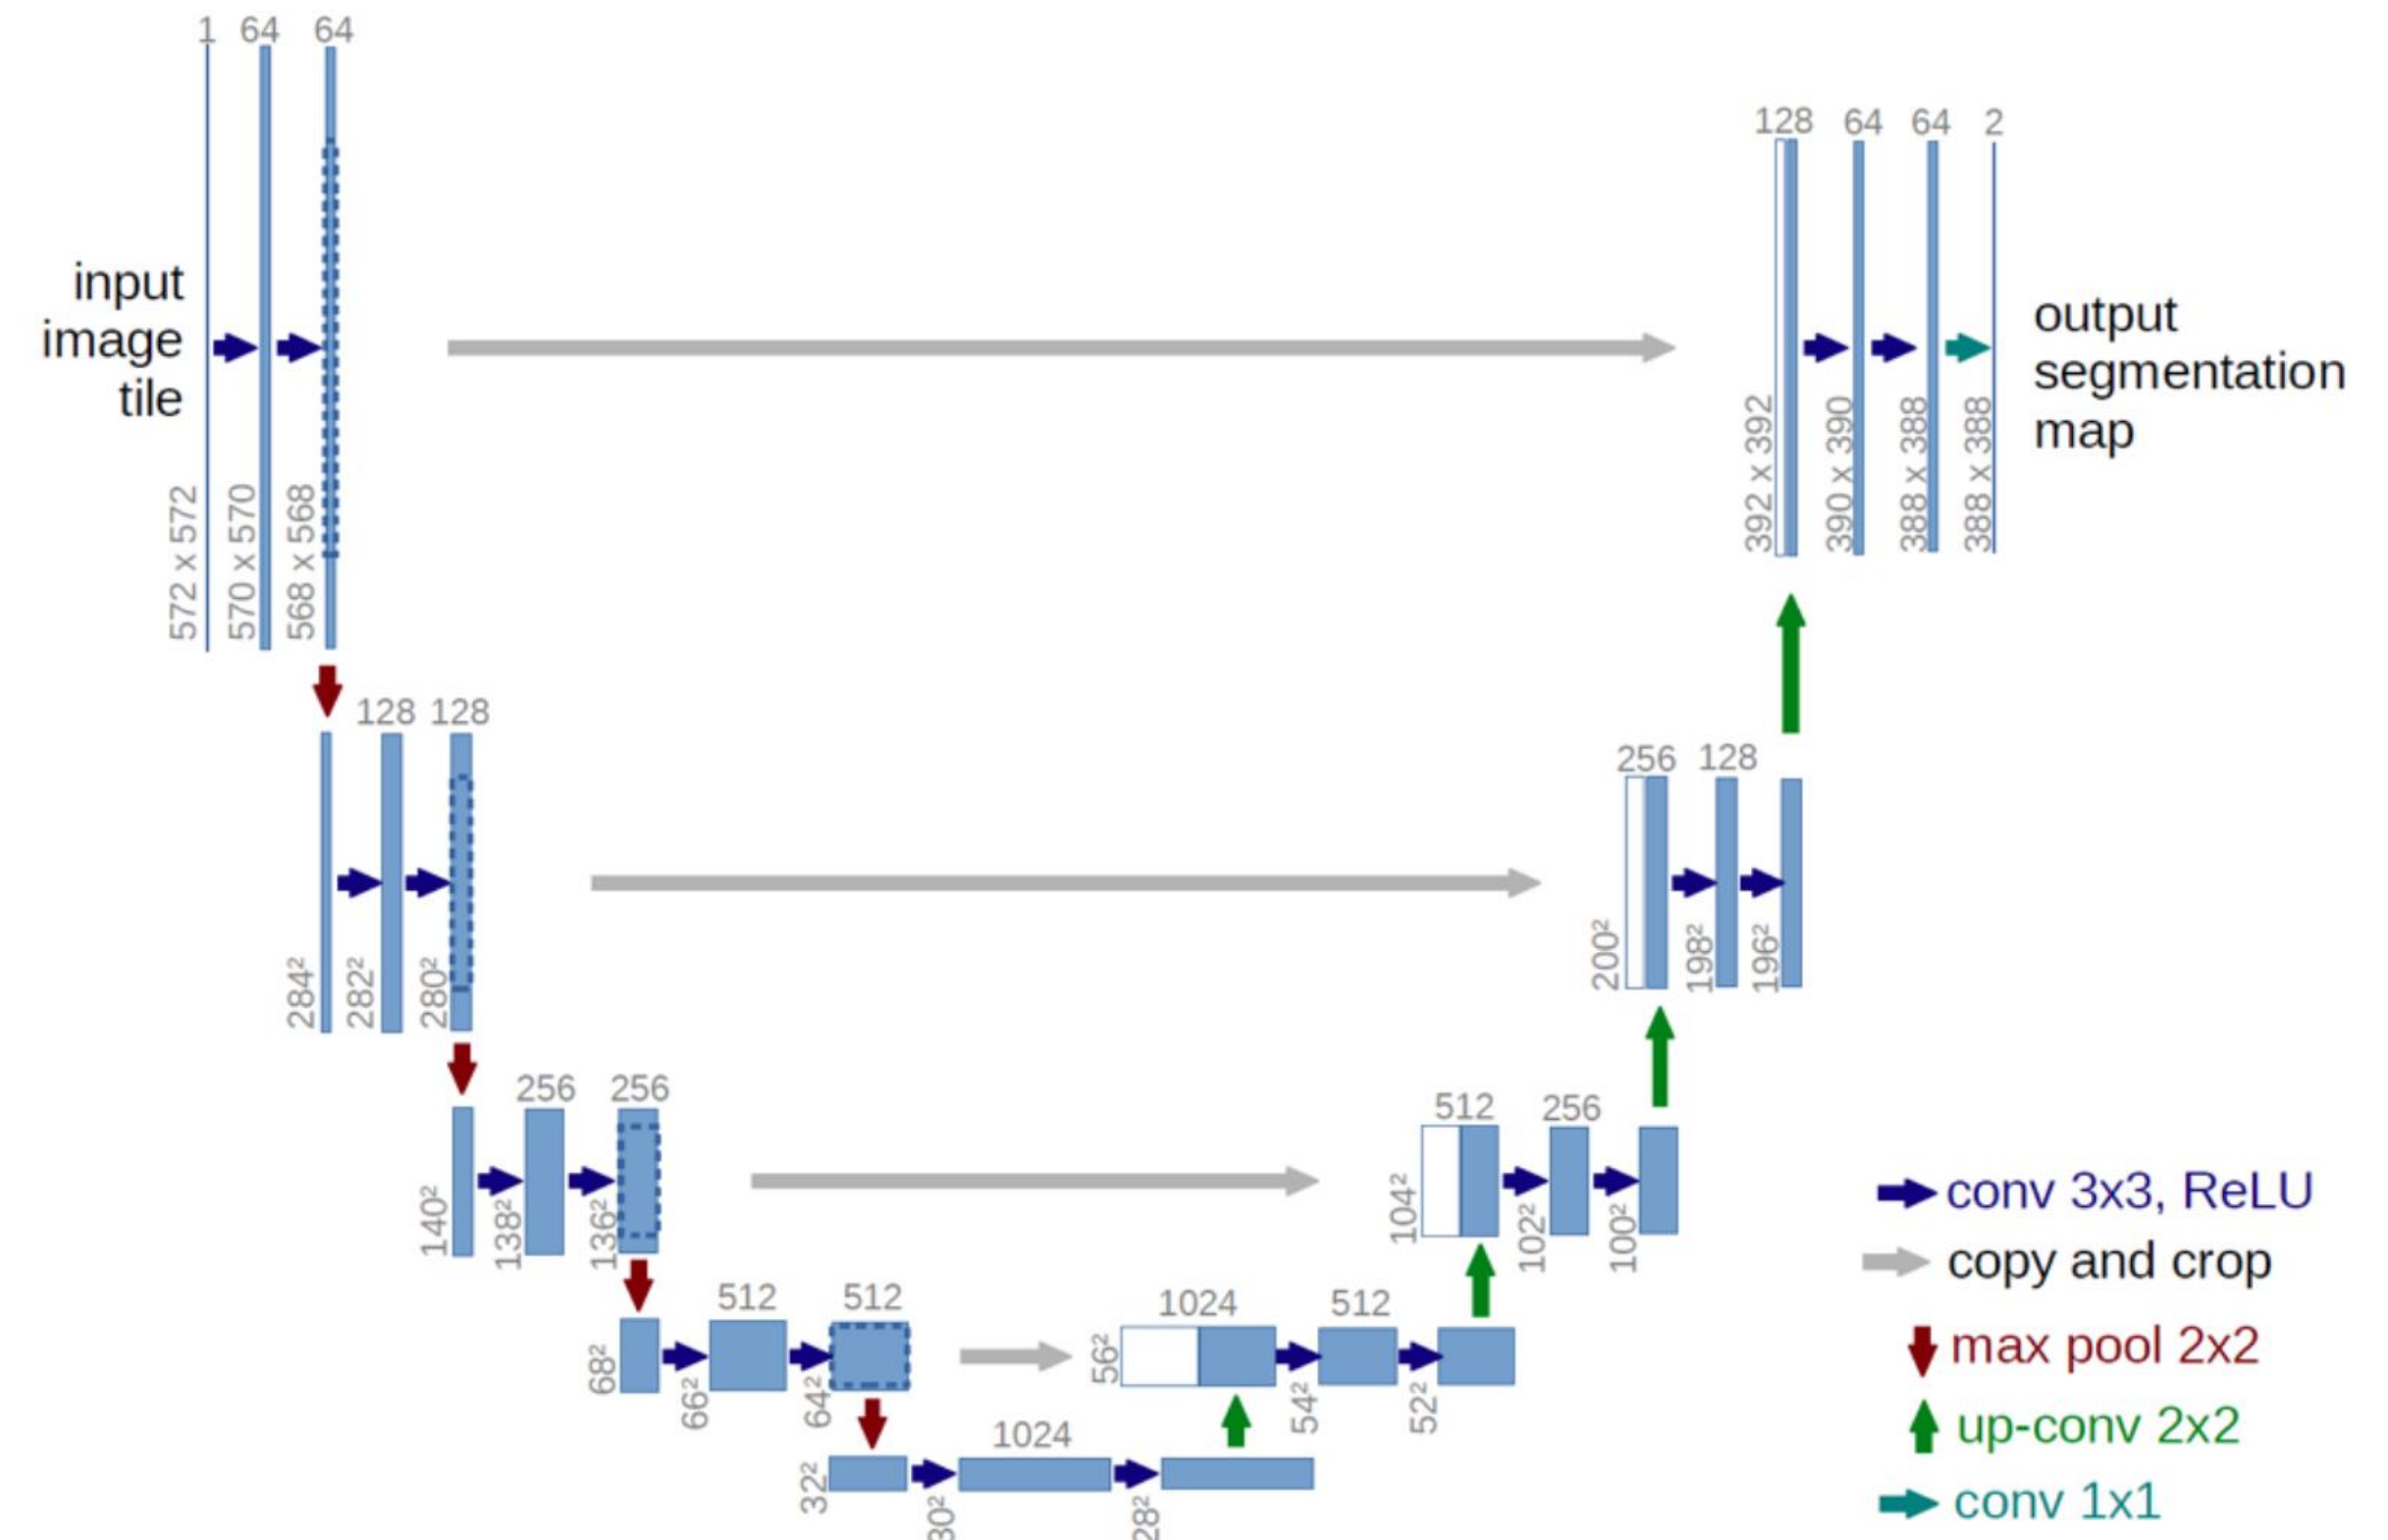 1 64 64
input
image
tile
572 x 572
570 x 570
568 x 568
128 64 64 2
392 x 392
390 x 390
388 x 388
388 x 388
output
segmentation
map
128 128
284²
282²
280²
256 128
200²
198²
196²
256 256
140²
138²
136²
512 256
104²
102²
100²
512 512
68²
66²
64²
1024 512
56²
54²
52²
1024
32²
30²
28²
conv 3x3, ReLU
copy and crop
max pool 2x2
up-conv 2x2
conv 1x1